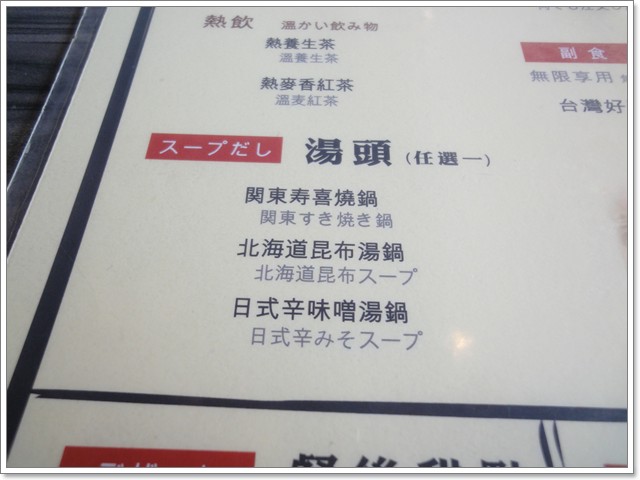 熱飲 温かい飲み物
熱養生茶
温養生茶
熱麥香紅茶
温麦紅茶
副食
無限享用
台灣好
スープだし 湯頭 (任選一)
関東寿喜燒鍋
関東すき焼き鍋
北海道昆布湯鍋
北海道昆布スープ
日式辛味噌湯鍋
日式辛みそスープ